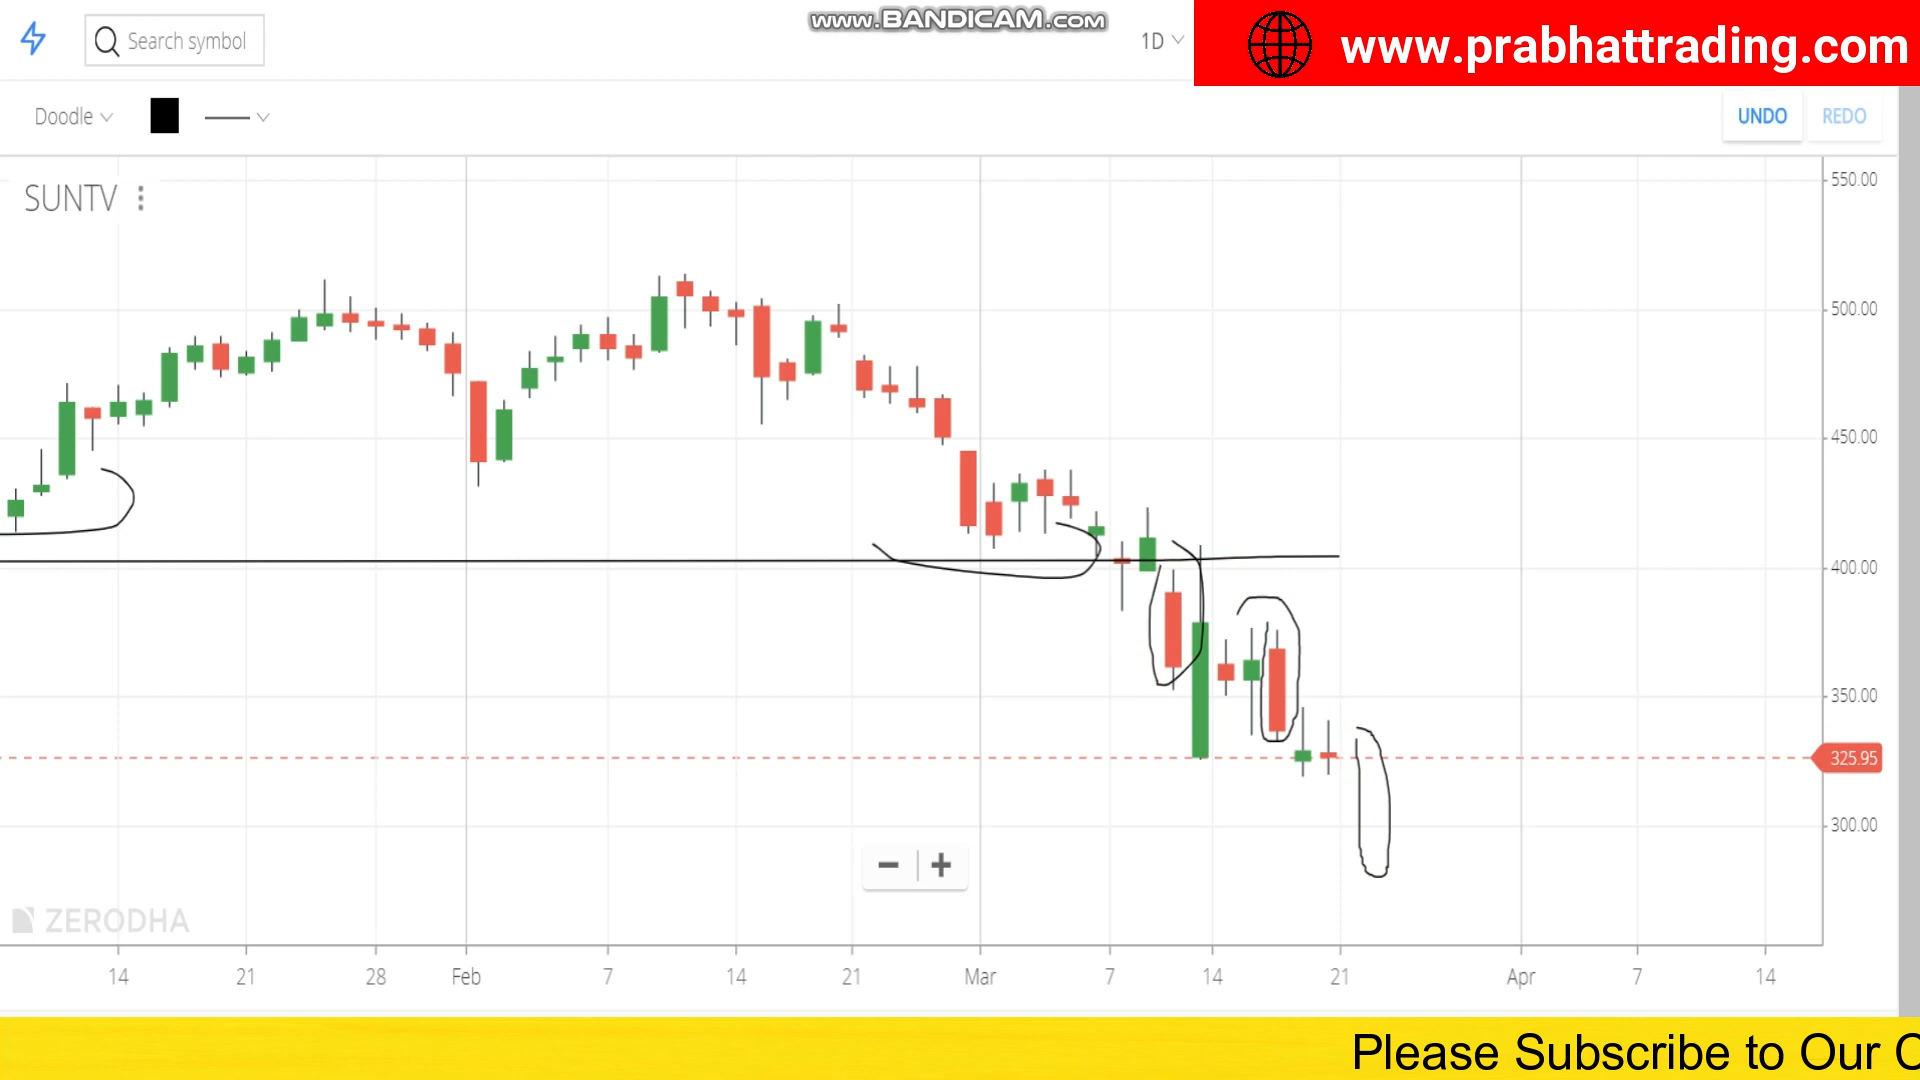 Search symbol
www.BANDICAM.com
1D
www.prabhattrading.com
Doodle
UNDO
REDO
SUNTV
550.00
500.00
450.00
400.00
350.00
325.95
300.00
ZERODHA
14 21 28 Feb 7 14 21 Mar 7 14 21 Apr 7 14
Please Subscribe to Our C